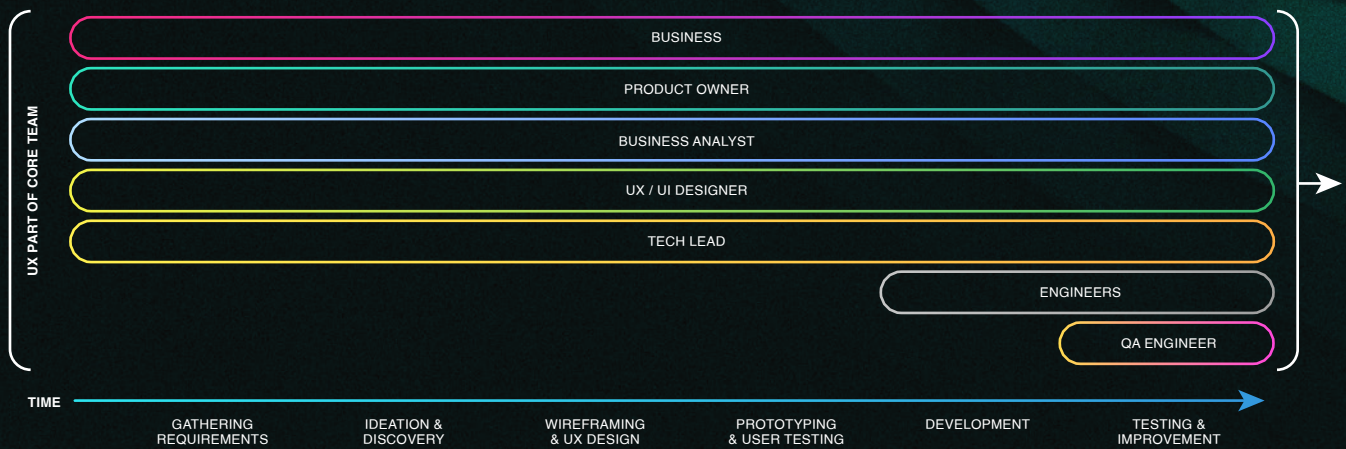 UX PART OF CORE TEAM
BUSINESS
PRODUCT OWNER
BUSINESS ANALYST
UX / UI DESIGNER
TECH LEAD
ENGINEERS
QA ENGINEER
TIME
GATHERING
REQUIREMENTS
IDEATION &
DISCOVERY
WIREFRAMING
& UX DESIGN
PROTOTYPING
& USER TESTING
DEVELOPMENT
TESTING &
IMPROVEMENT